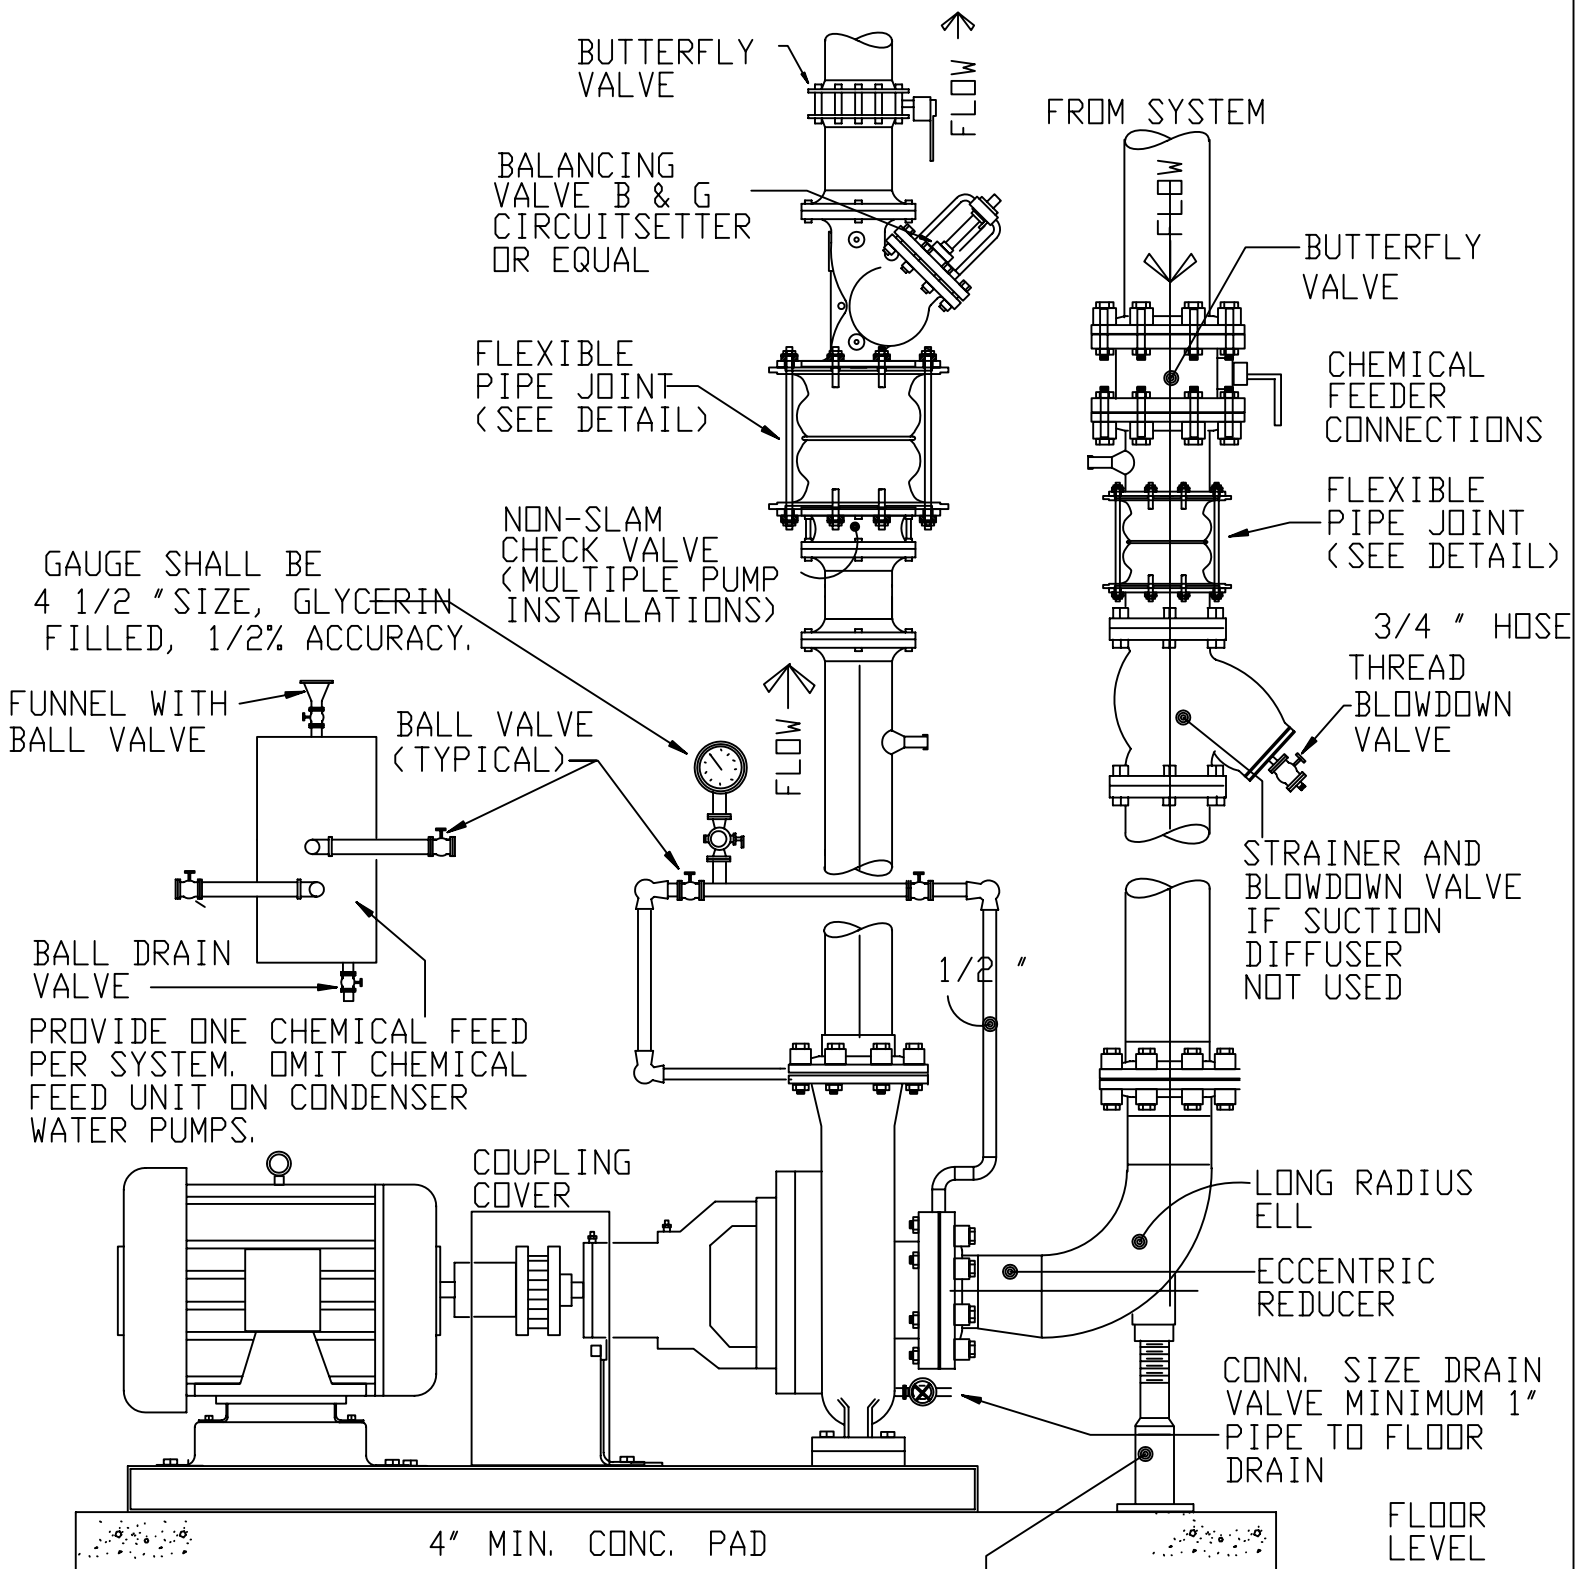 BUTTERFLY
VALVE
FLOW
FROM SYSTEM
FLOW
BALANCING
VALVE B & G
CIRCUITSETTER
OR EQUAL
BUTTERFLY
VALVE
FLEXIBLE
PIPE JOINT
(SEE DETAIL)
CHEMICAL
FEEDER
CONNECTIONS
FLEXIBLE
PIPE JOINT
(SEE DETAIL)
NON-SLAM
CHECK VALVE
(MULTIPLE PUMP
INSTALLATIONS)
GAUGE SHALL BE
4 1/2 " SIZE, GLYCERIN
FILLED, 1/2% ACCURACY.
3/4 " HOSE
THREAD
BLOWDOWN
VALVE
FUNNEL WITH
BALL VALVE
BALL VALVE
(TYPICAL)
FLOW
STRAINER AND
BLOWDOWN VALVE
IF SUCTION
DIFFUSER
NOT USED
BALL DRAIN
VALVE
1/2 "
PROVIDE ONE CHEMICAL FEED
PER SYSTEM. OMIT CHEMICAL
FEED UNIT ON CONDENSER
WATER PUMPS.
COUPLING
COVER
LONG RADIUS
ELL
ECCENTRIC
REDUCER
CONN. SIZE DRAIN
VALVE MINIMUM 1"
PIPE TO FLOOR
DRAIN
FLOOR
LEVEL
4" MIN. CONC. PAD